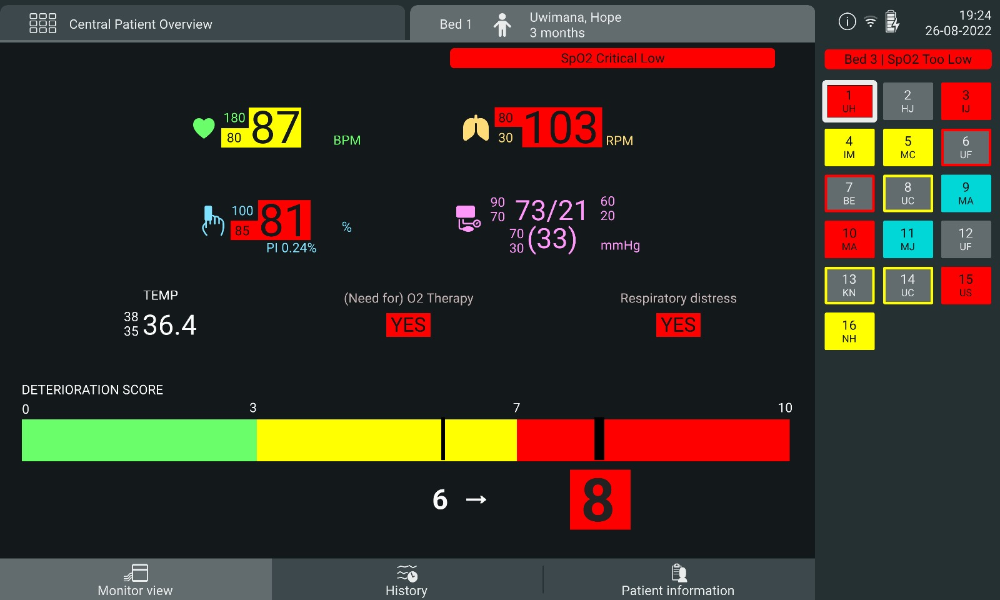 Central Patient Overview
Bed 1
Uwimana, Hope
3 months
19:24
26-08-2022
SpO2 Critical Low
Bed 3 | SpO2 Too Low
180
80
87
BPM
80
30
103
RPM
100
85
81
%
PI 0.24%
90
70
73/21
60
20
70
30
(33)
mmHg
TEMP
38
35
36.4
(Need for) O2 Therapy
YES
Respiratory distress
YES
DETERIORATION SCORE
0 3 7 10
6 → 8
1
UH
2
HJ
3
IJ
4
IM
5
MC
6
UF
7
BE
8
UC
9
MA
10
MA
11
MJ
12
UF
13
KN
14
UC
15
US
16
NH
Monitor view
History
Patient information